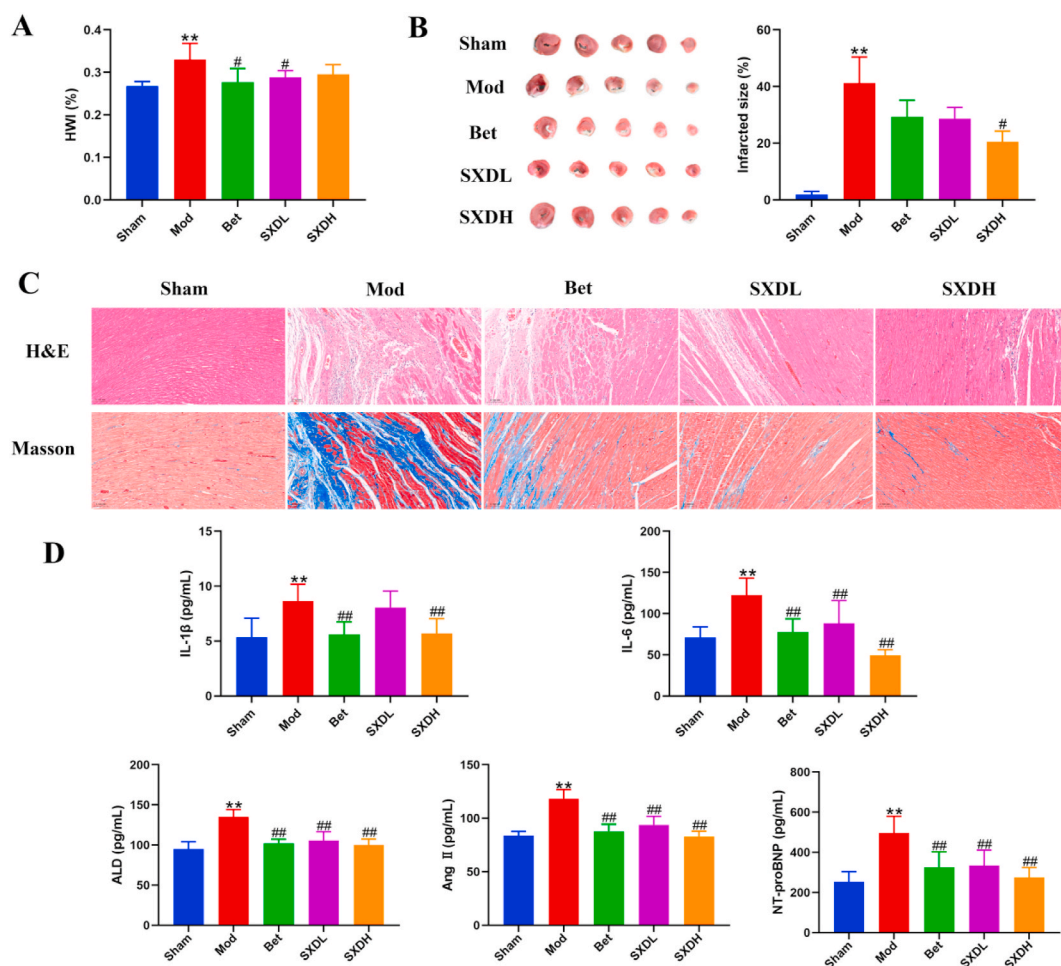 A
HWI (%)
0.4
0.3
0.2
0.1
0.0
**
#
#
Sham
Mod
Bet
SXDL
SXDH
B
Sham
Mod
Bet
SXDL
SXDH
Infarcted size (%)
60
40
20
0
**
#
Sham
Mod
Bet
SXDL
SXDH
C
Sham Mod Bet SXDL SXDH
H&E
Masson
D
IL-1β (pg/mL)
15
10
5
0
**
##
##
Sham
Mod
Bet
SXDL
SXDH
IL-6 (pg/mL)
200
150
100
50
0
**
##
##
##
Sham
Mod
Bet
SXDL
SXDH
ALD (pg/mL)
200
150
100
50
0
**
##
##
##
Sham
Mod
Bet
SXDL
SXDH
Ang Ⅱ (pg/mL)
150
100
50
0
**
##
##
##
Sham
Mod
Bet
SXDL
SXDH
NT-proBNP (pg/mL)
800
600
400
200
0
**
##
##
##
Sham
Mod
Bet
SXDL
SXDH